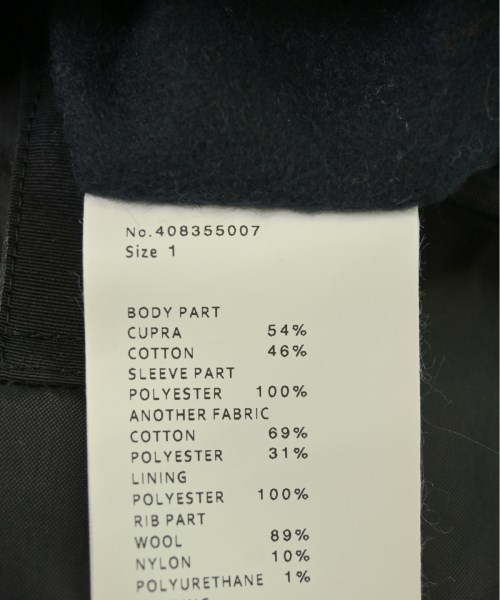 No.408355007
Size 1
BODY PART
CUPRA 54%
COTTON 46%
SLEEVE PART
POLYESTER 100%
ANOTHER FABRIC
COTTON 69%
POLYESTER 31%
LINING
POLYESTER 100%
RIB PART
WOOL 89%
NYLON 10%
POLYURETHANE 1%